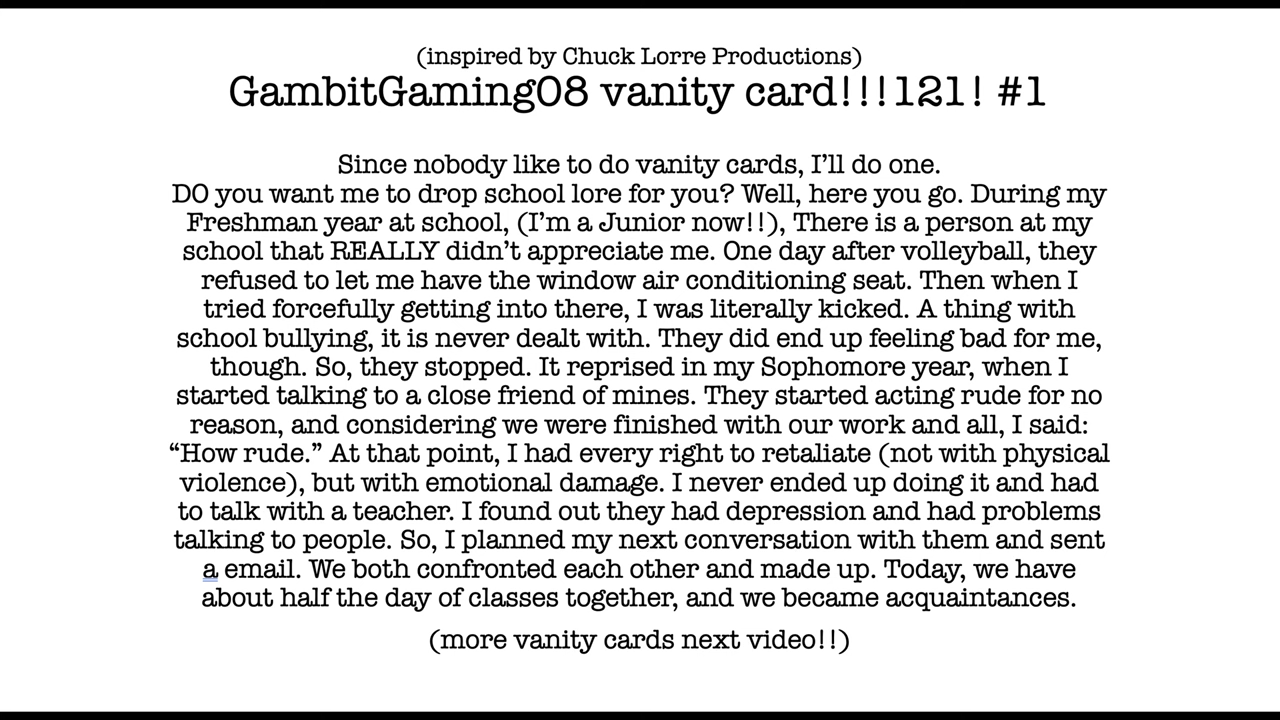 (inspired by Chuck Lorre Productions)
GambitGaming08 vanity card!!!121! #1
Since nobody like to do vanity cards, I’ll do one.
DO you want me to drop school lore for you? Well, here you go. During my
Freshman year at school, (I’m a Junior now!!), There is a person at my
school that REALLY didn’t appreciate me. One day after volleyball, they
refused to let me have the window air conditioning seat. Then when I
tried forcefully getting into there, I was literally kicked. A thing with
school bullying, it is never dealt with. They did end up feeling bad for me,
though. So, they stopped. It reprised in my Sophomore year, when I
started talking to a close friend of mines. They started acting rude for no
reason, and considering we were finished with our work and all, I said:
“How rude.” At that point, I had every right to retaliate (not with physical
violence), but with emotional damage. I never ended up doing it and had
to talk with a teacher. I found out they had depression and had problems
talking to people. So, I planned my next conversation with them and sent
a email. We both confronted each other and made up. Today, we have
about half the day of classes together, and we became acquaintances.
(more vanity cards next video!!)